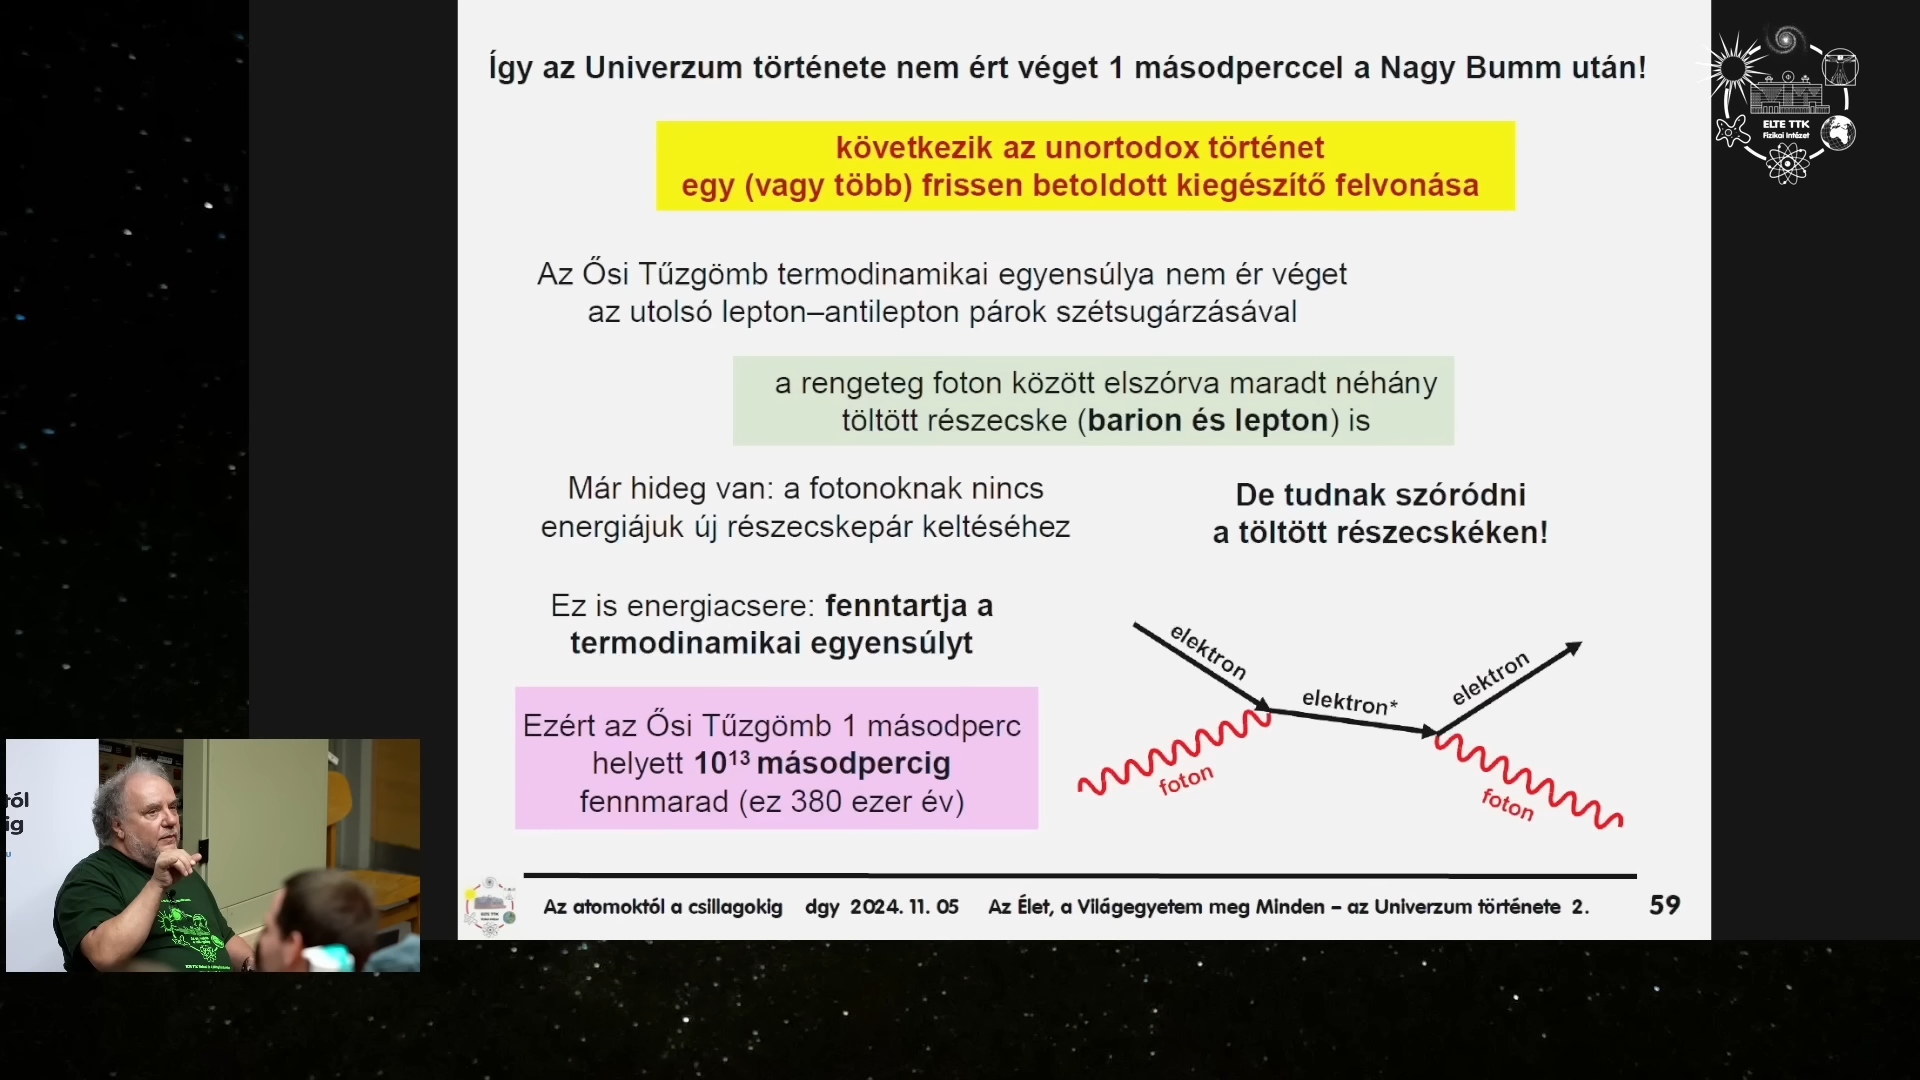 Így az Univerzum története nem ért véget 1 másodperccel a Nagy Bumm után!
következik az unortodox történet
egy (vagy több) frissen betoldott kiegészítő felvonása
Az Ősi Tűzgömb termodinamikai egyensúlya nem ér véget
az utolsó lepton–antilepton párok szétsugárzásával
a rengeteg foton között elszórva maradt néhány
töltött részecske (barion és lepton) is
Már hideg van: a fotonoknak nincs
energiájuk új részecskepár keltéséhez
De tudnak szóródni
a töltött részecskéken!
Ez is energiacsere: fenntartja a
termodinamikai egyensúlyt
Ezért az Ősi Tűzgömb 1 másodperc
helyett 10¹³ másodpercig
fennmarad (ez 380 ezer év)
elektron
elektron*
elektron
foton
foton
Az atomoktól a csillagokig dgy 2024. 11. 05 Az Élet, a Világegyetem meg Minden – az Univerzum története 2. 59
ELTE TTK
Fizikai Intézet
tól
ig